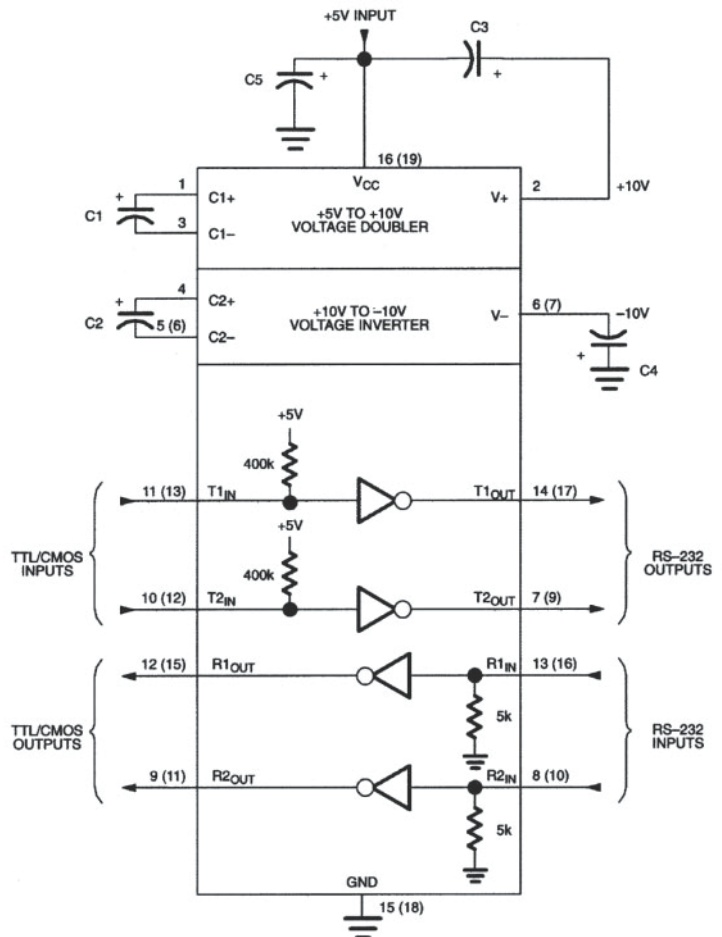 +5V INPUT
C3
C5
+
+
16 (19)
VCC
1
C1+
V+
2
+10V
+
C1
+5V TO +10V
VOLTAGE DOUBLER
3
C1–
4
C2+
+
C2
+10V TO –10V
VOLTAGE INVERTER
V–
6 (7)
–10V
5 (6)
C2–
+
C4
+5V
400k
11 (13)
T1IN
T1OUT
14 (17)
+5V
TTL/CMOS
INPUTS
400k
RS–232
OUTPUTS
10 (12)
T2IN
T2OUT
7 (9)
12 (15)
R1OUT
R1IN
13 (16)
5k
TTL/CMOS
OUTPUTS
RS–232
INPUTS
9 (11)
R2OUT
R2IN
8 (10)
5k
GND
15 (18)